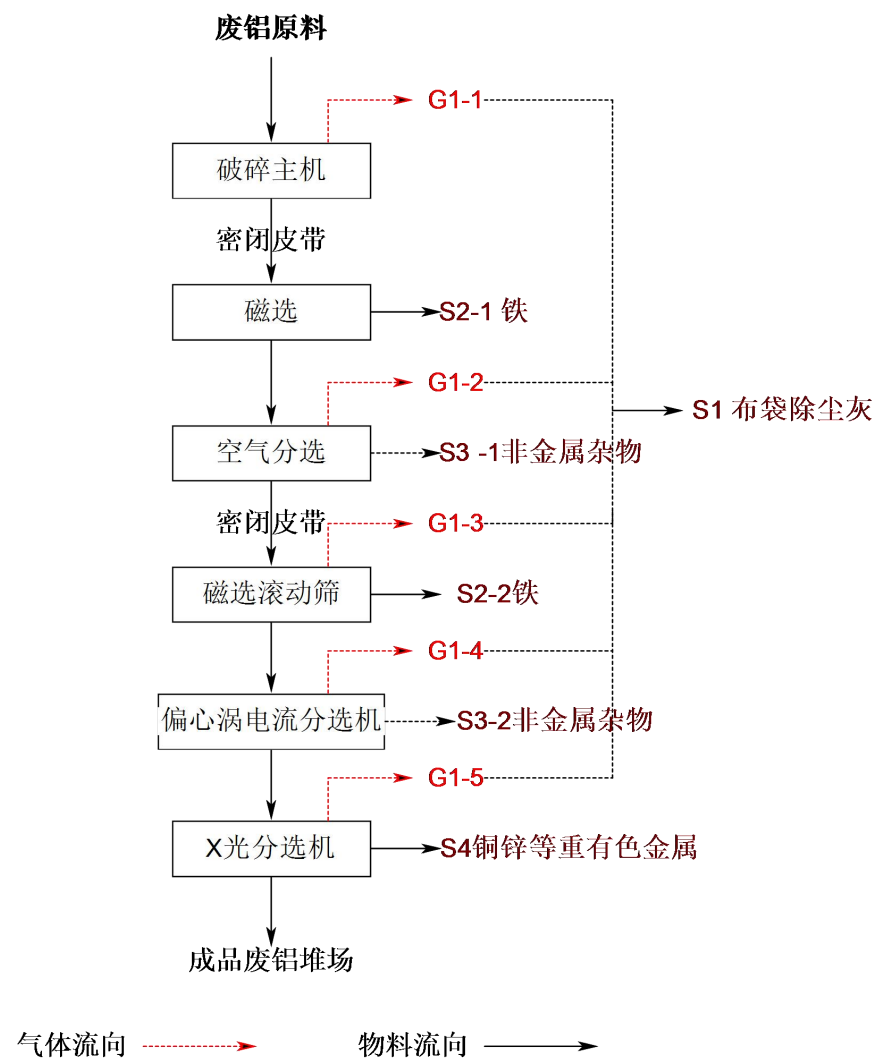 废铝原料
G1-1
破碎主机
密闭皮带
磁选
S2-1 铁
G1-2
S1 布袋除尘灰
空气分选
S3 -1非金属杂物
密闭皮带
G1-3
磁选滚动筛
S2-2铁
G1-4
偏心涡电流分选机
S3-2非金属杂物
G1-5
X光分选机
S4铜锌等重有色金属
成品废铝堆场
气体流向
物料流向